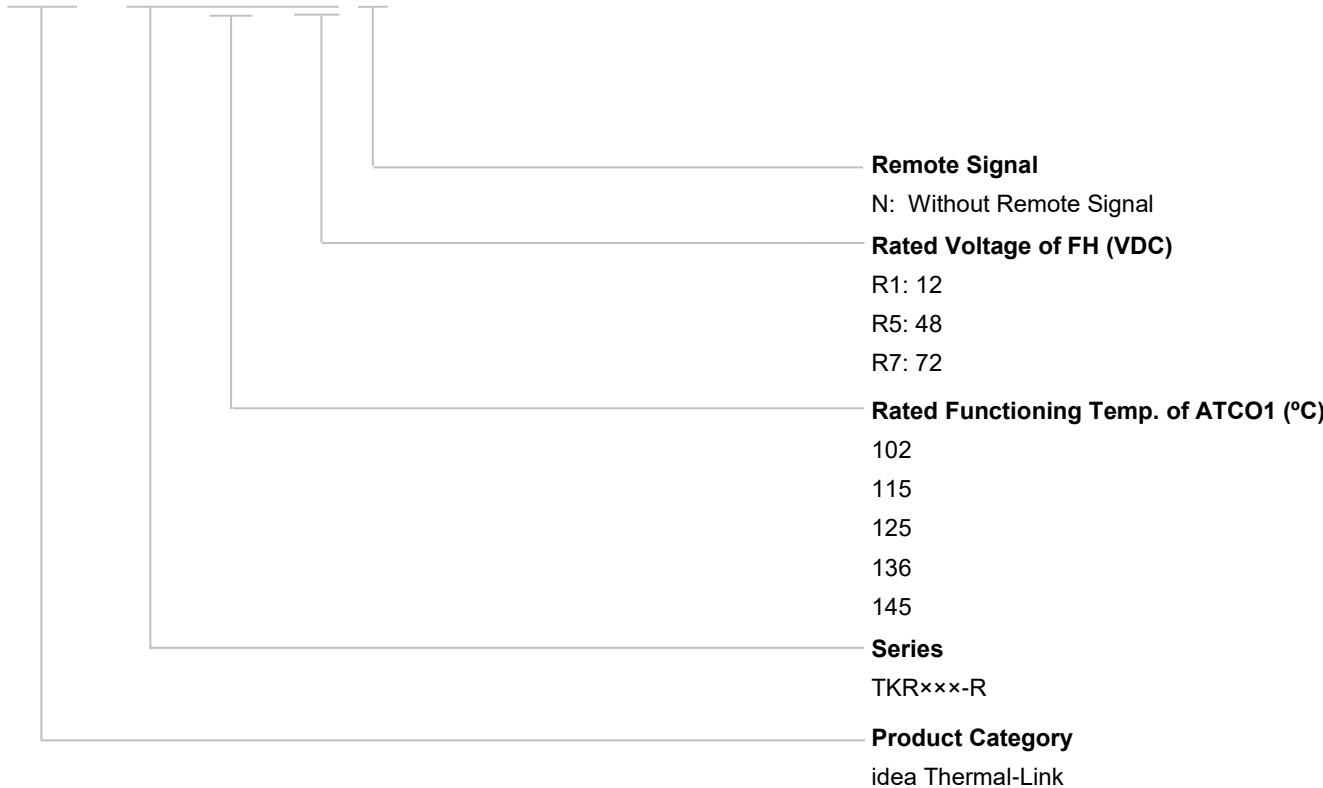 Remote Signal
N: Without Remote Signal
Rated Voltage of FH (VDC)
R1: 12
R5: 48
R7: 72
Rated Functioning Temp. of ATCO1 (ºC)
102
115
125
136
145
Series
TKR×××-R
Product Category
idea Thermal-Link